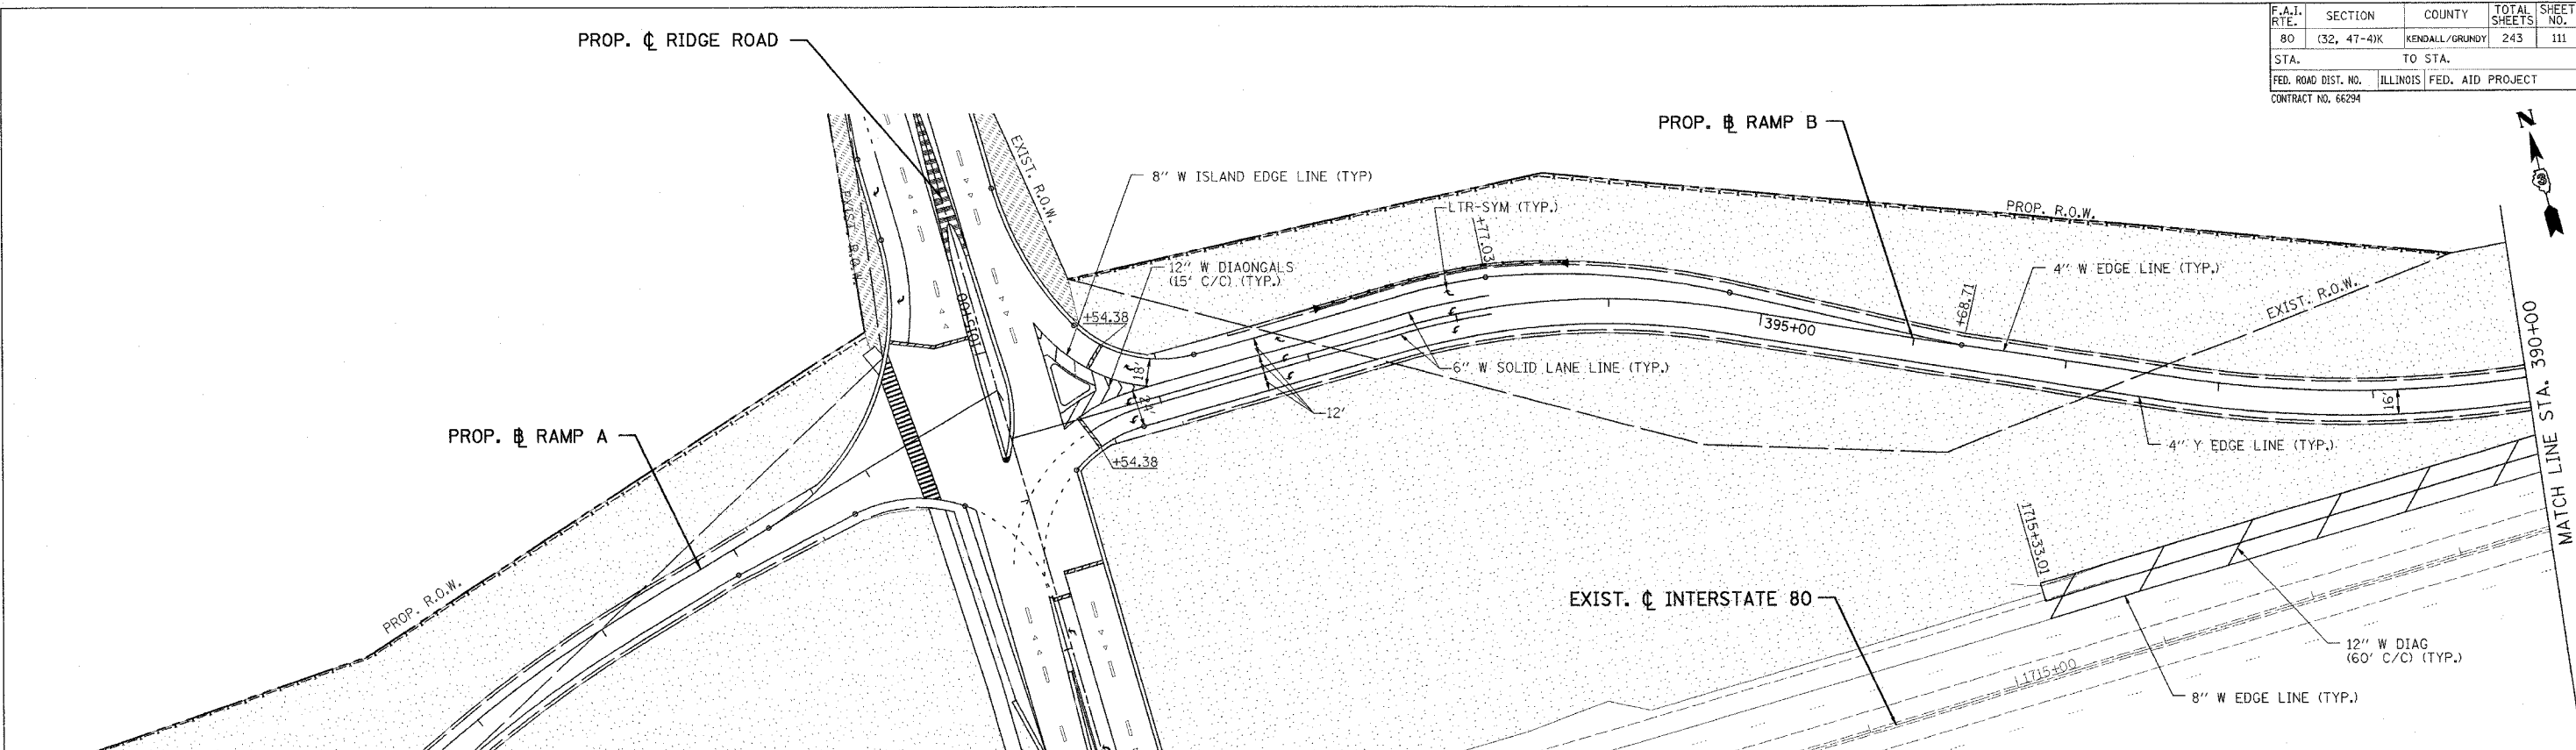 F.A.I. RTE. SECTION COUNTY TOTAL SHEETS SHEET NO.
80 (32, 47-4)K KENDALL/GRUNDY 243 111
STA. TO STA.
FED. ROAD DIST. NO. ILLINOIS FED. AID PROJECT
CONTRACT NO. 66294
PROP. ℄ RIDGE ROAD
PROP. B RAMP B
N
EXIST. R.O.W.
8" W ISLAND EDGE LINE (TYP)
LTR-SYM (TYP.)
+77.03
PROP. R.O.W.
EXIST. R.O.W.
12" W DIAONGALS
(15' C/C) (TYP.)
4" W EDGE LINE (TYP.)
EXIST. R.O.W.
+54.38
+68.71
395+00
MATCH LINE STA. 390+00
18'
6" W SOLID LANE LINE (TYP.)
24'
12'
16'
PROP. B RAMP A
+54.38
4" Y EDGE LINE (TYP.)
1715+33.01
PROP. R.O.W.
EXIST. ℄ INTERSTATE 80
12" W DIAG
(60' C/C) (TYP.)
1715+00
8" W EDGE LINE (TYP.)